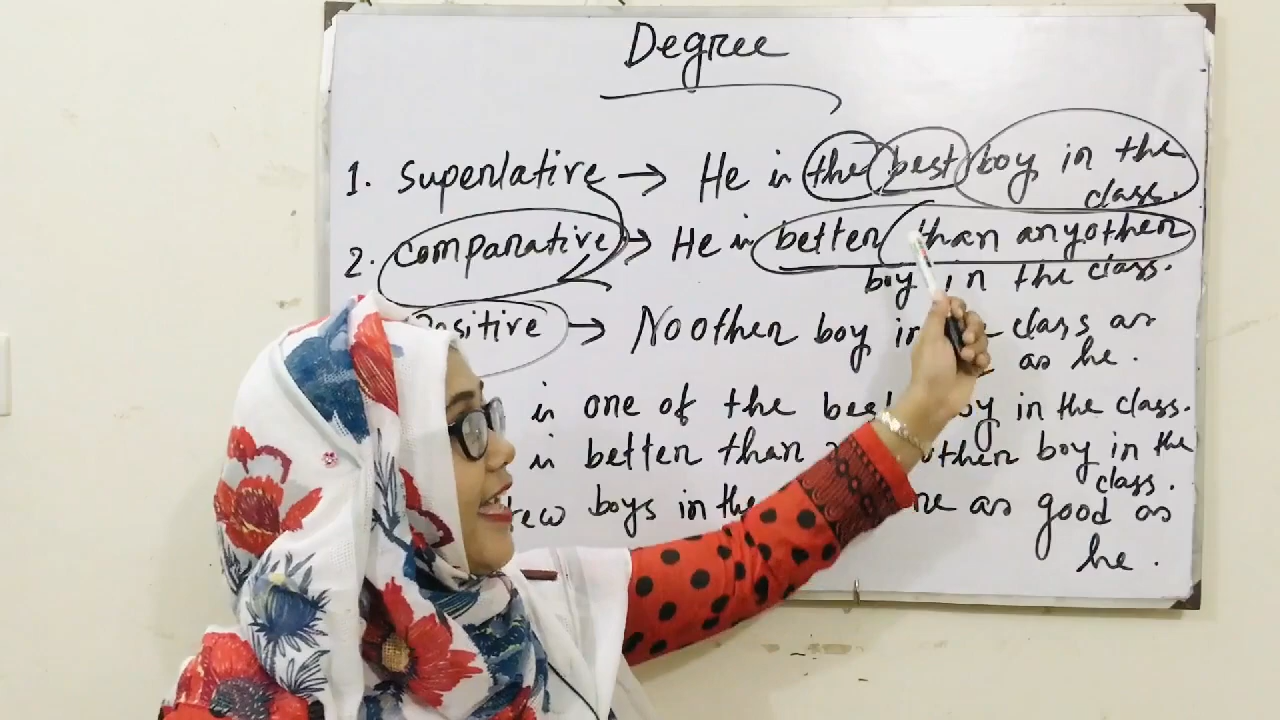 Degree
1. Superlative → He is the best boy in the
class.
2. Comparative → He is better than any other
boy in the class.
Positive → No other boy in class as
as he.
is one of the best in the class.
is better than other boy in the
class.
few boys in the are as good as
he.